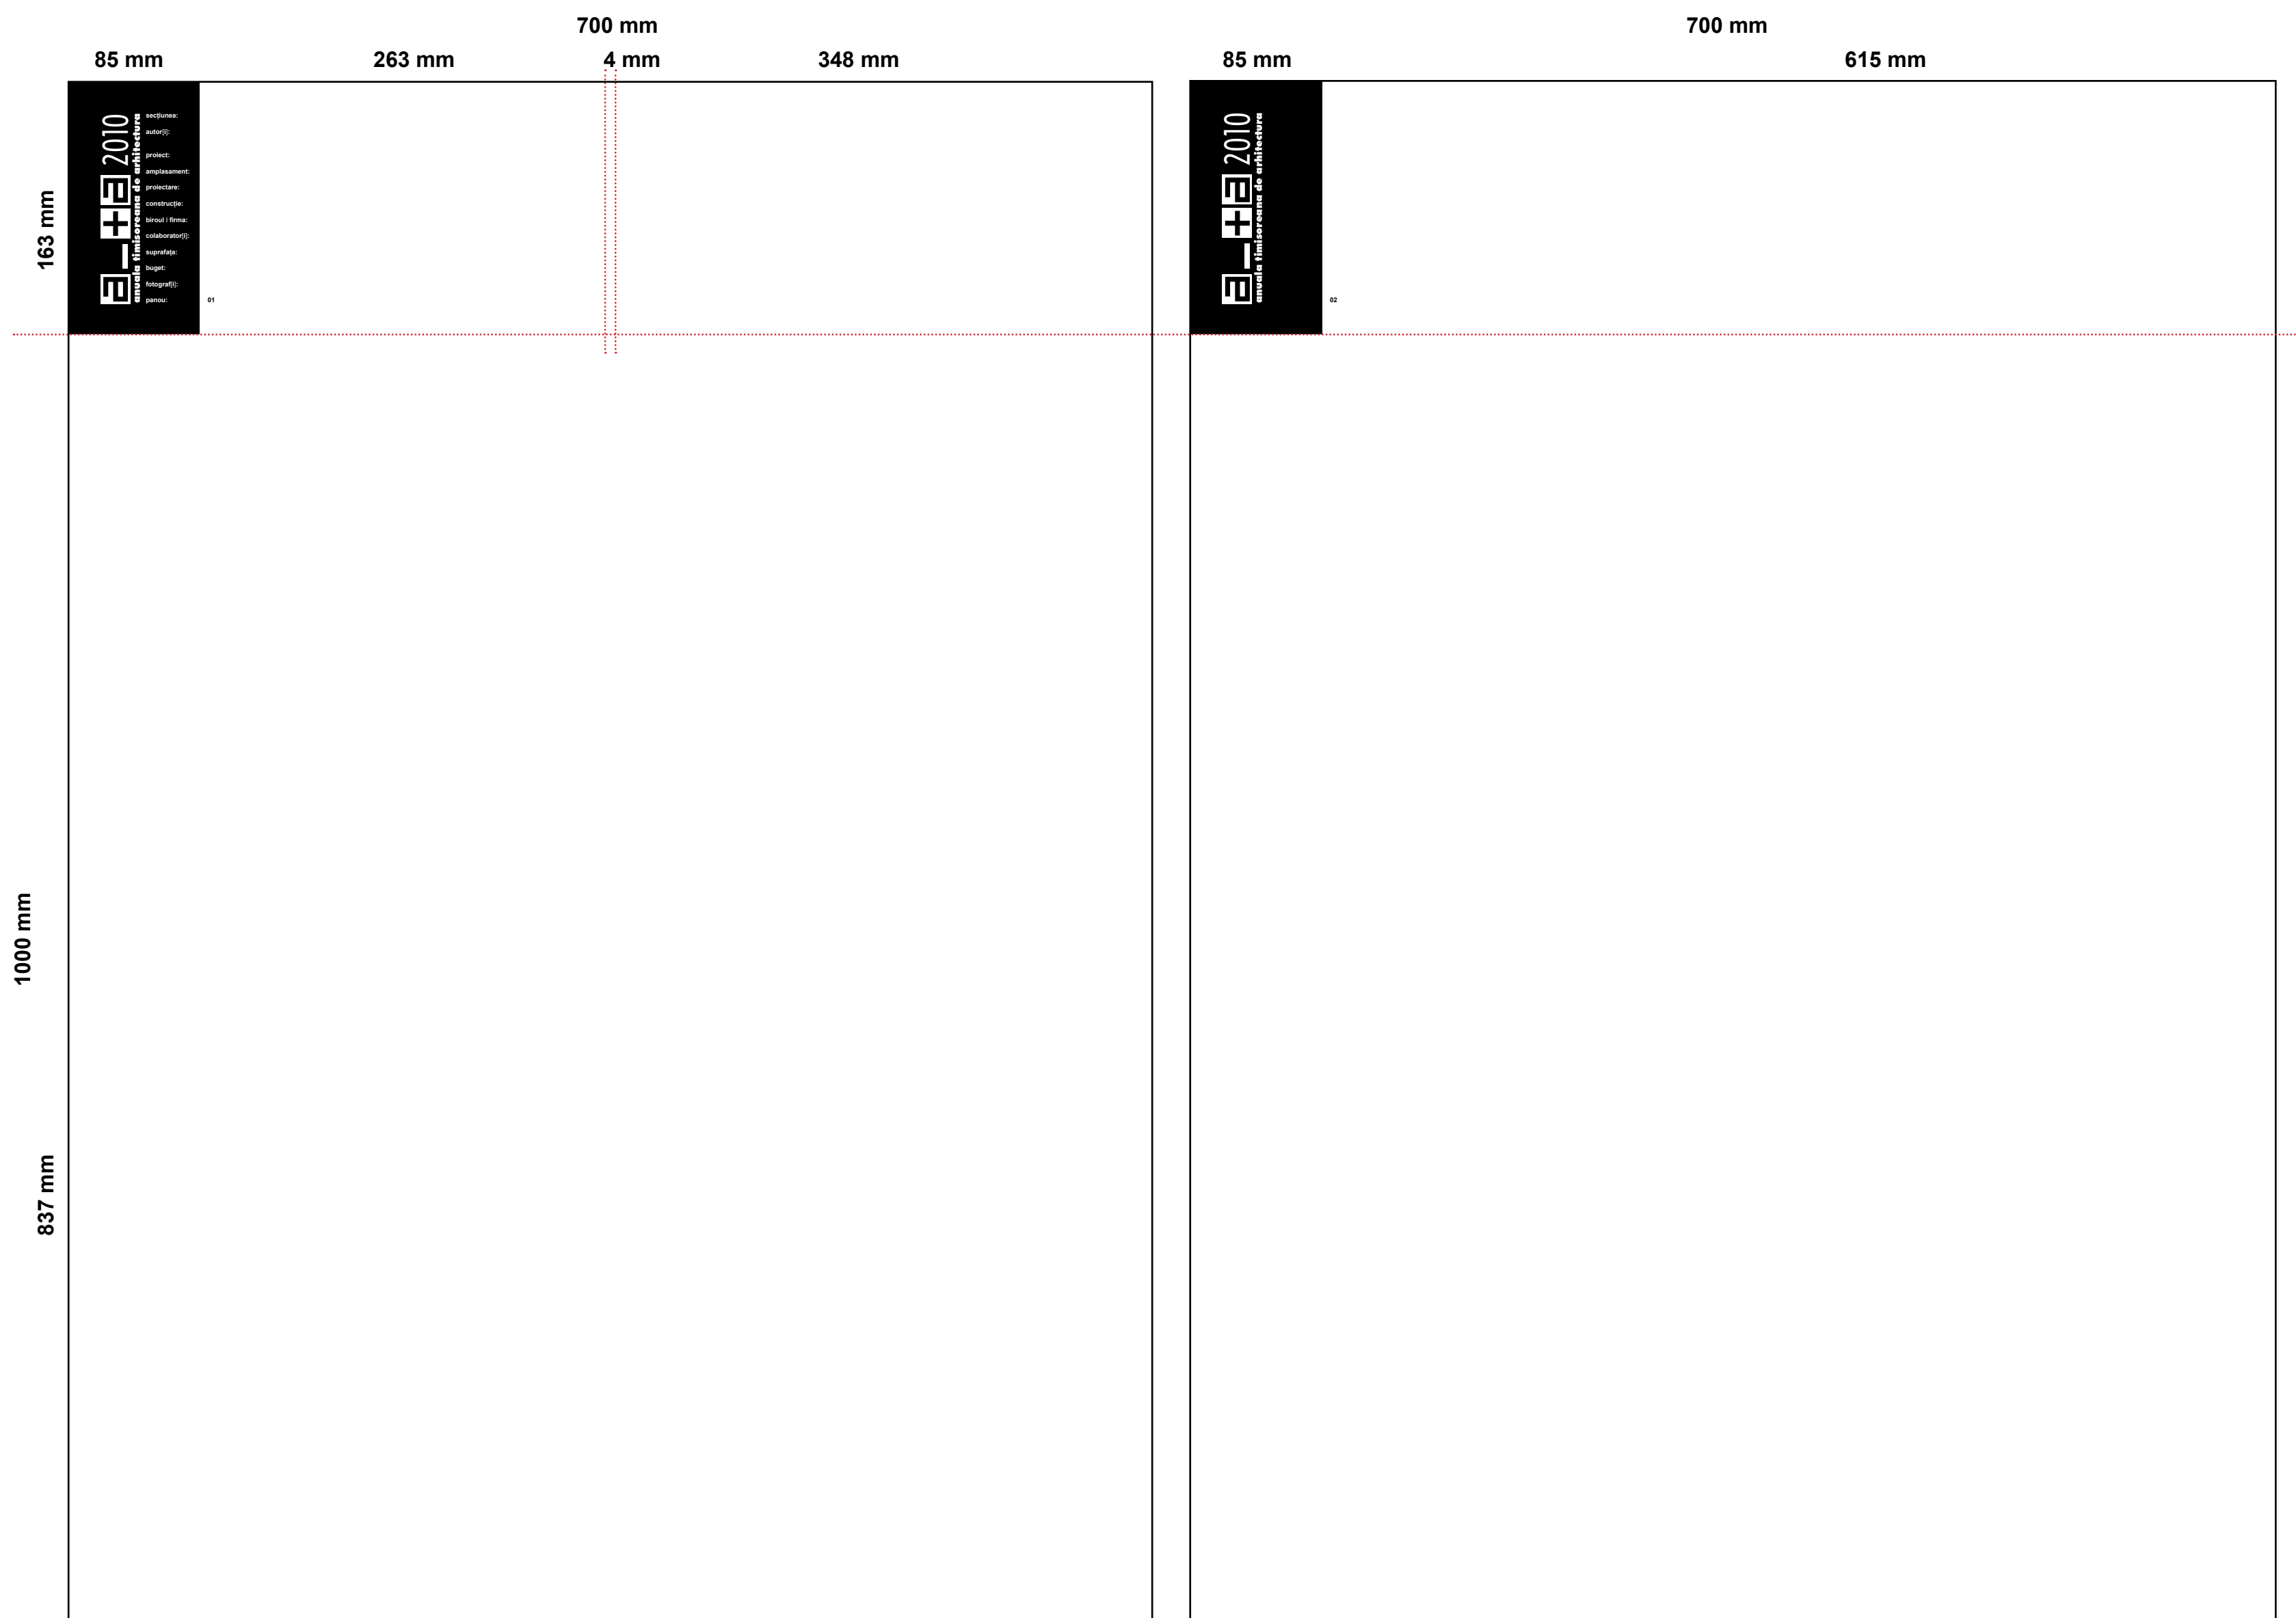 700 mm
85 mm 263 mm 4 mm 348 mm
163 mm
1000 mm
837 mm
a_+a 2010
anuala timisoreana de arhitectura
secțiunea:
autor[i]:
proiect:
amplasament:
proiectare:
construcție:
biroul | firma:
colaborator[i]:
suprafața:
buget:
fotograf[i]:
panou: 01
700 mm
85 mm 615 mm
a_+a 2010
anuala timisoreana de arhitectura
02